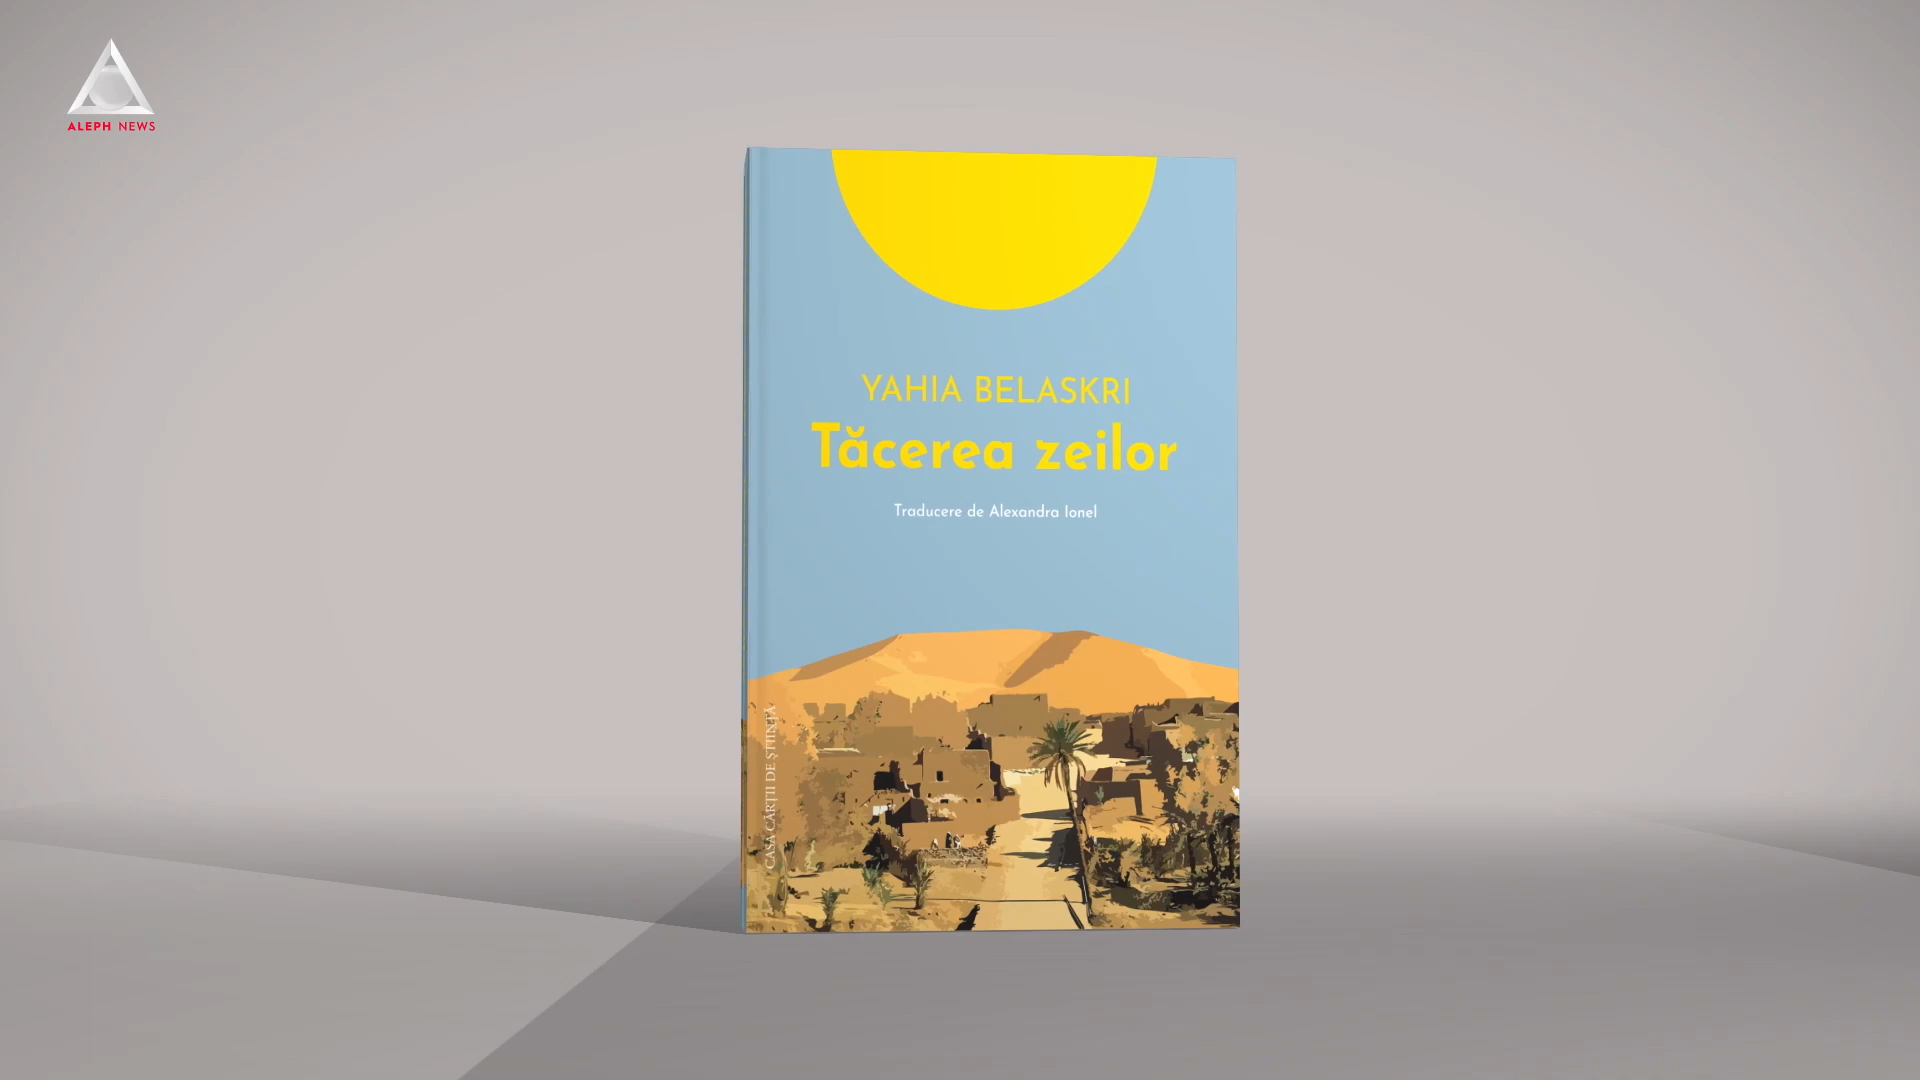 ALEPH NEWS
YAHIA BELASKRI
Tăcerea zeilor
Traducere de Alexandra Ionel
CASA CĂRȚII DE ȘTIINȚĂ